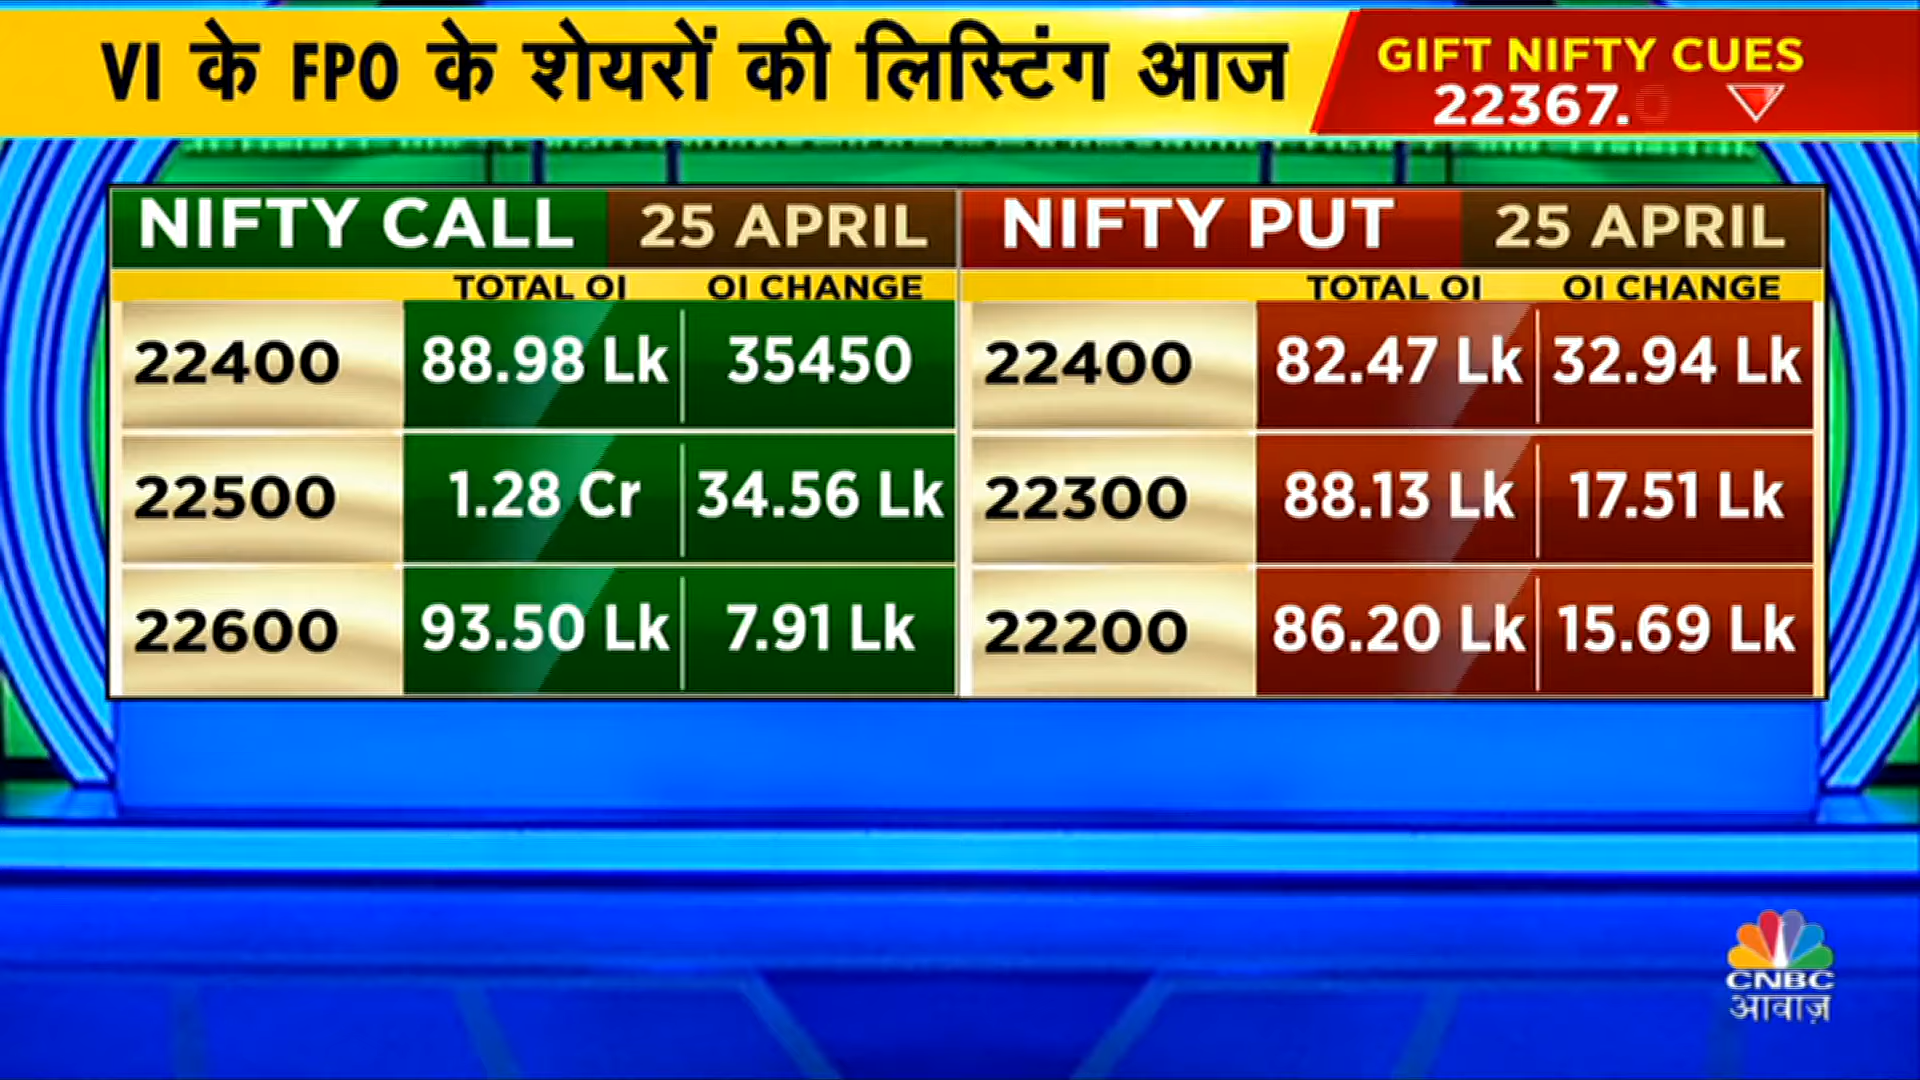 VI के FPO के शेयरों की लिस्टिंग आज
GIFT NIFTY CUES
22367.
NIFTY CALL 25 APRIL
TOTAL OI OI CHANGE
22400 88.98 Lk 35450
22500 1.28 Cr 34.56 Lk
22600 93.50 Lk 7.91 Lk
NIFTY PUT 25 APRIL
TOTAL OI OI CHANGE
22400 82.47 Lk 32.94 Lk
22300 88.13 Lk 17.51 Lk
22200 86.20 Lk 15.69 Lk
CNBC
आवाज़